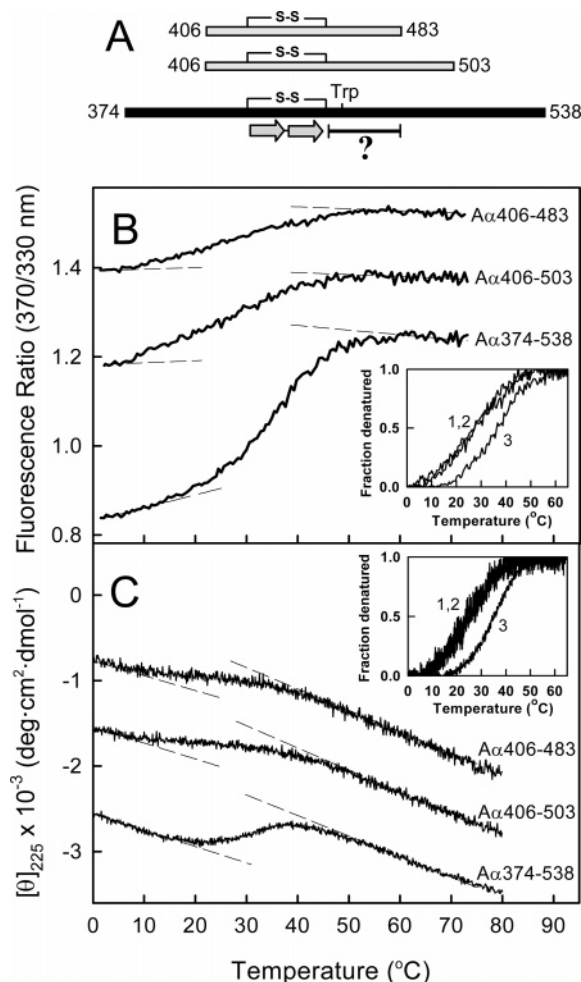 A
406 S-S 483
406 S-S 503
S-S Trp
374 538
?
B
Fluorescence Ratio (370/330 nm)
1.4
1.2
1.0
0.8
Aα406-483
Aα406-503
Aα374-538
Fraction denatured
1.0
0.5
0.0
1,2
3
0 10 20 30 40 50 60
Temperature (°C)
C
[θ]225 x 10-3 (deg·cm2·dmol-1)
0
-1
-2
-3
Fraction denatured
1.0
0.5
0.0
1,2
3
0 10 20 30 40 50 60
Temperature (°C)
Aα406-483
Aα406-503
Aα374-538
0 10 20 30 40 50 60 70 80 90
Temperature (°C)